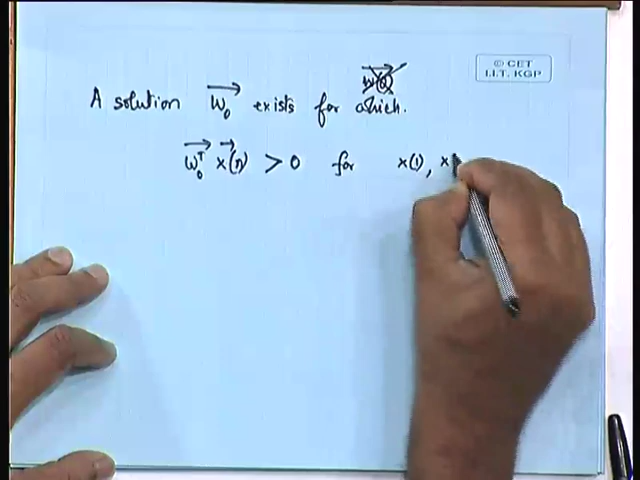 © CET
I.I.T. KGP
A solution w₀ exists for which.
w₀ᵀ x(n) > 0 for x(1), x